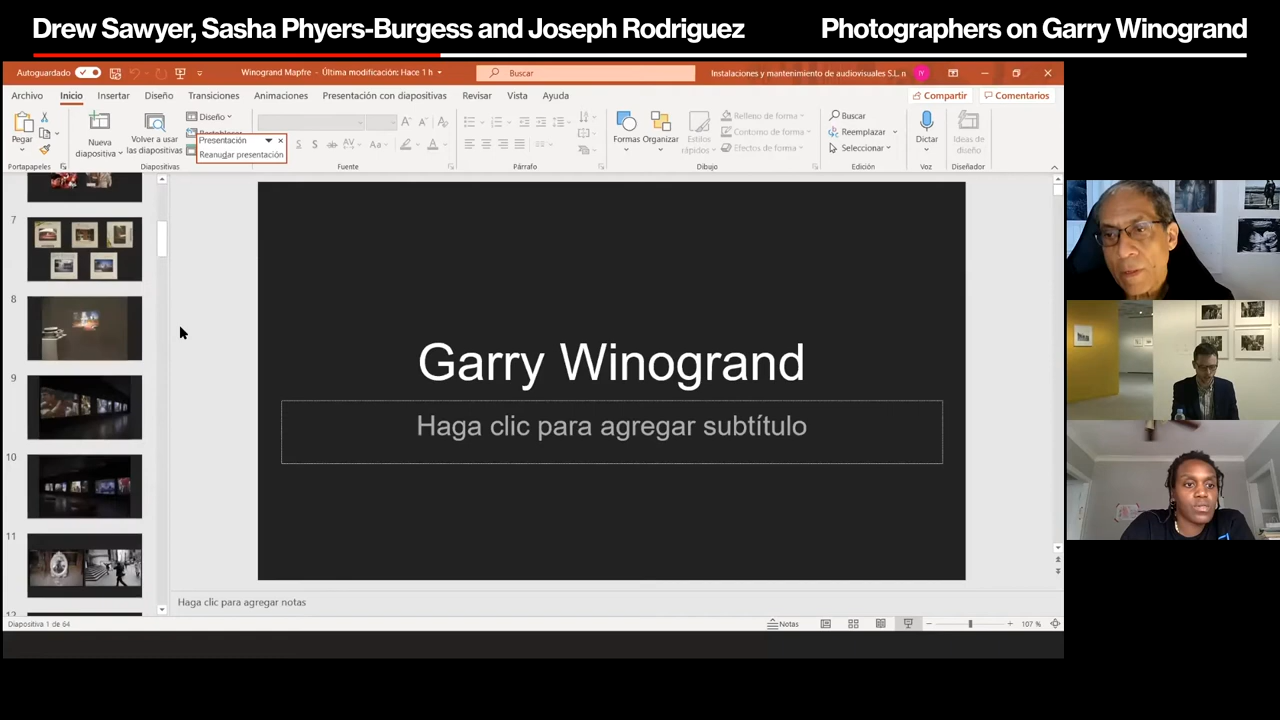 Drew Sawyer, Sasha Phyers-Burgess and Joseph Rodriguez
Photographers on Garry Winogrand
Autoguardado
Winogrand Mapfre - Última modificación: Hace 1 h
Buscar
Instalaciones y mantenimiento de audiovisuales S.L. n
IY
Archivo Inicio Insertar Diseño Transiciones Animaciones Presentación con diapositivas Revisar Vista Ayuda
Compartir
Comentarios
Pegar
Nueva diapositiva
Volver a usar las diapositivas
Diseño
Presentación
Reanudar presentación
Formas
Organizar
Estilos rápidos
Relleno de forma
Contorno de forma
Efectos de forma
Buscar
Reemplazar
Seleccionar
Dictar
Ideas de diseño
Portapapeles
Diapositivas
Fuente
Párrafo
Dibujo
Edición
Voz
Diseñador
7
8
9
10
11
Garry Winogrand
Haga clic para agregar subtítulo
Haga clic para agregar notas
Diapositiva 1 de 64
Notas
107 %